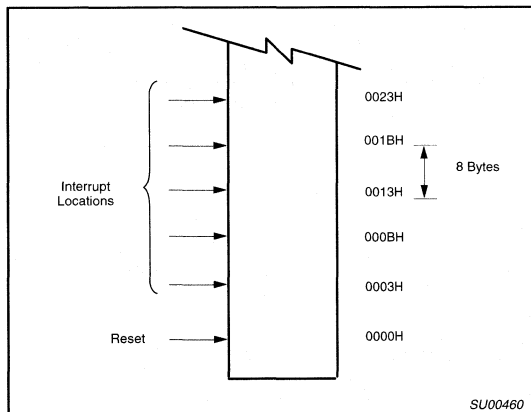 0023H
001BH
8 Bytes
Interrupt
Locations
0013H
000BH
0003H
Reset
0000H
SU00460